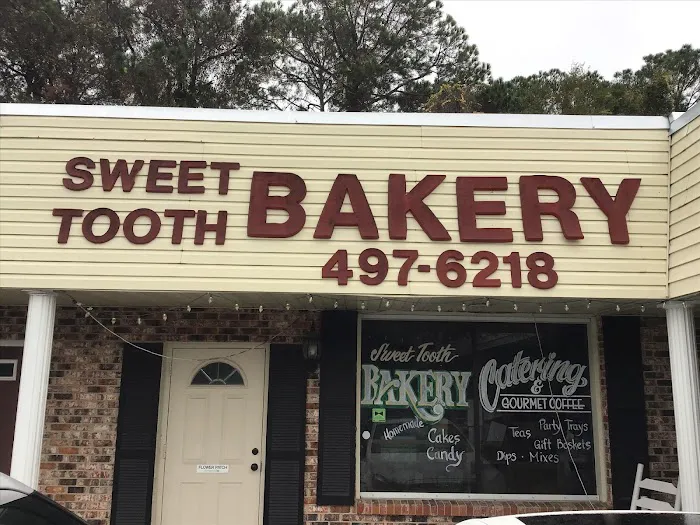 SWEET
TOOTH
BAKERY
497-6218
Sweet Tooth
BAKERY
Homemade
Cakes
Candy
Catering
&
GOURMET COFFEE
Teas Party Trays
Gift Baskets
Dips · Mixes